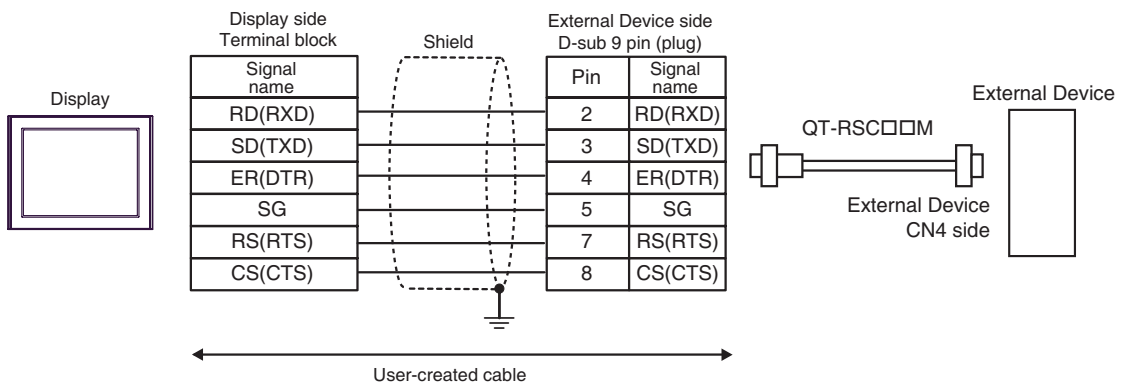 Display side
Terminal block
Shield
External Device side
D-sub 9 pin (plug)
Signal
name
Pin
Signal
name
Display
External Device
RD(RXD) 2 RD(RXD)
SD(TXD) 3 SD(TXD)
ER(DTR) 4 ER(DTR)
SG 5 SG
RS(RTS) 7 RS(RTS)
CS(CTS) 8 CS(CTS)
QT-RSC□□M
External Device
CN4 side
User-created cable